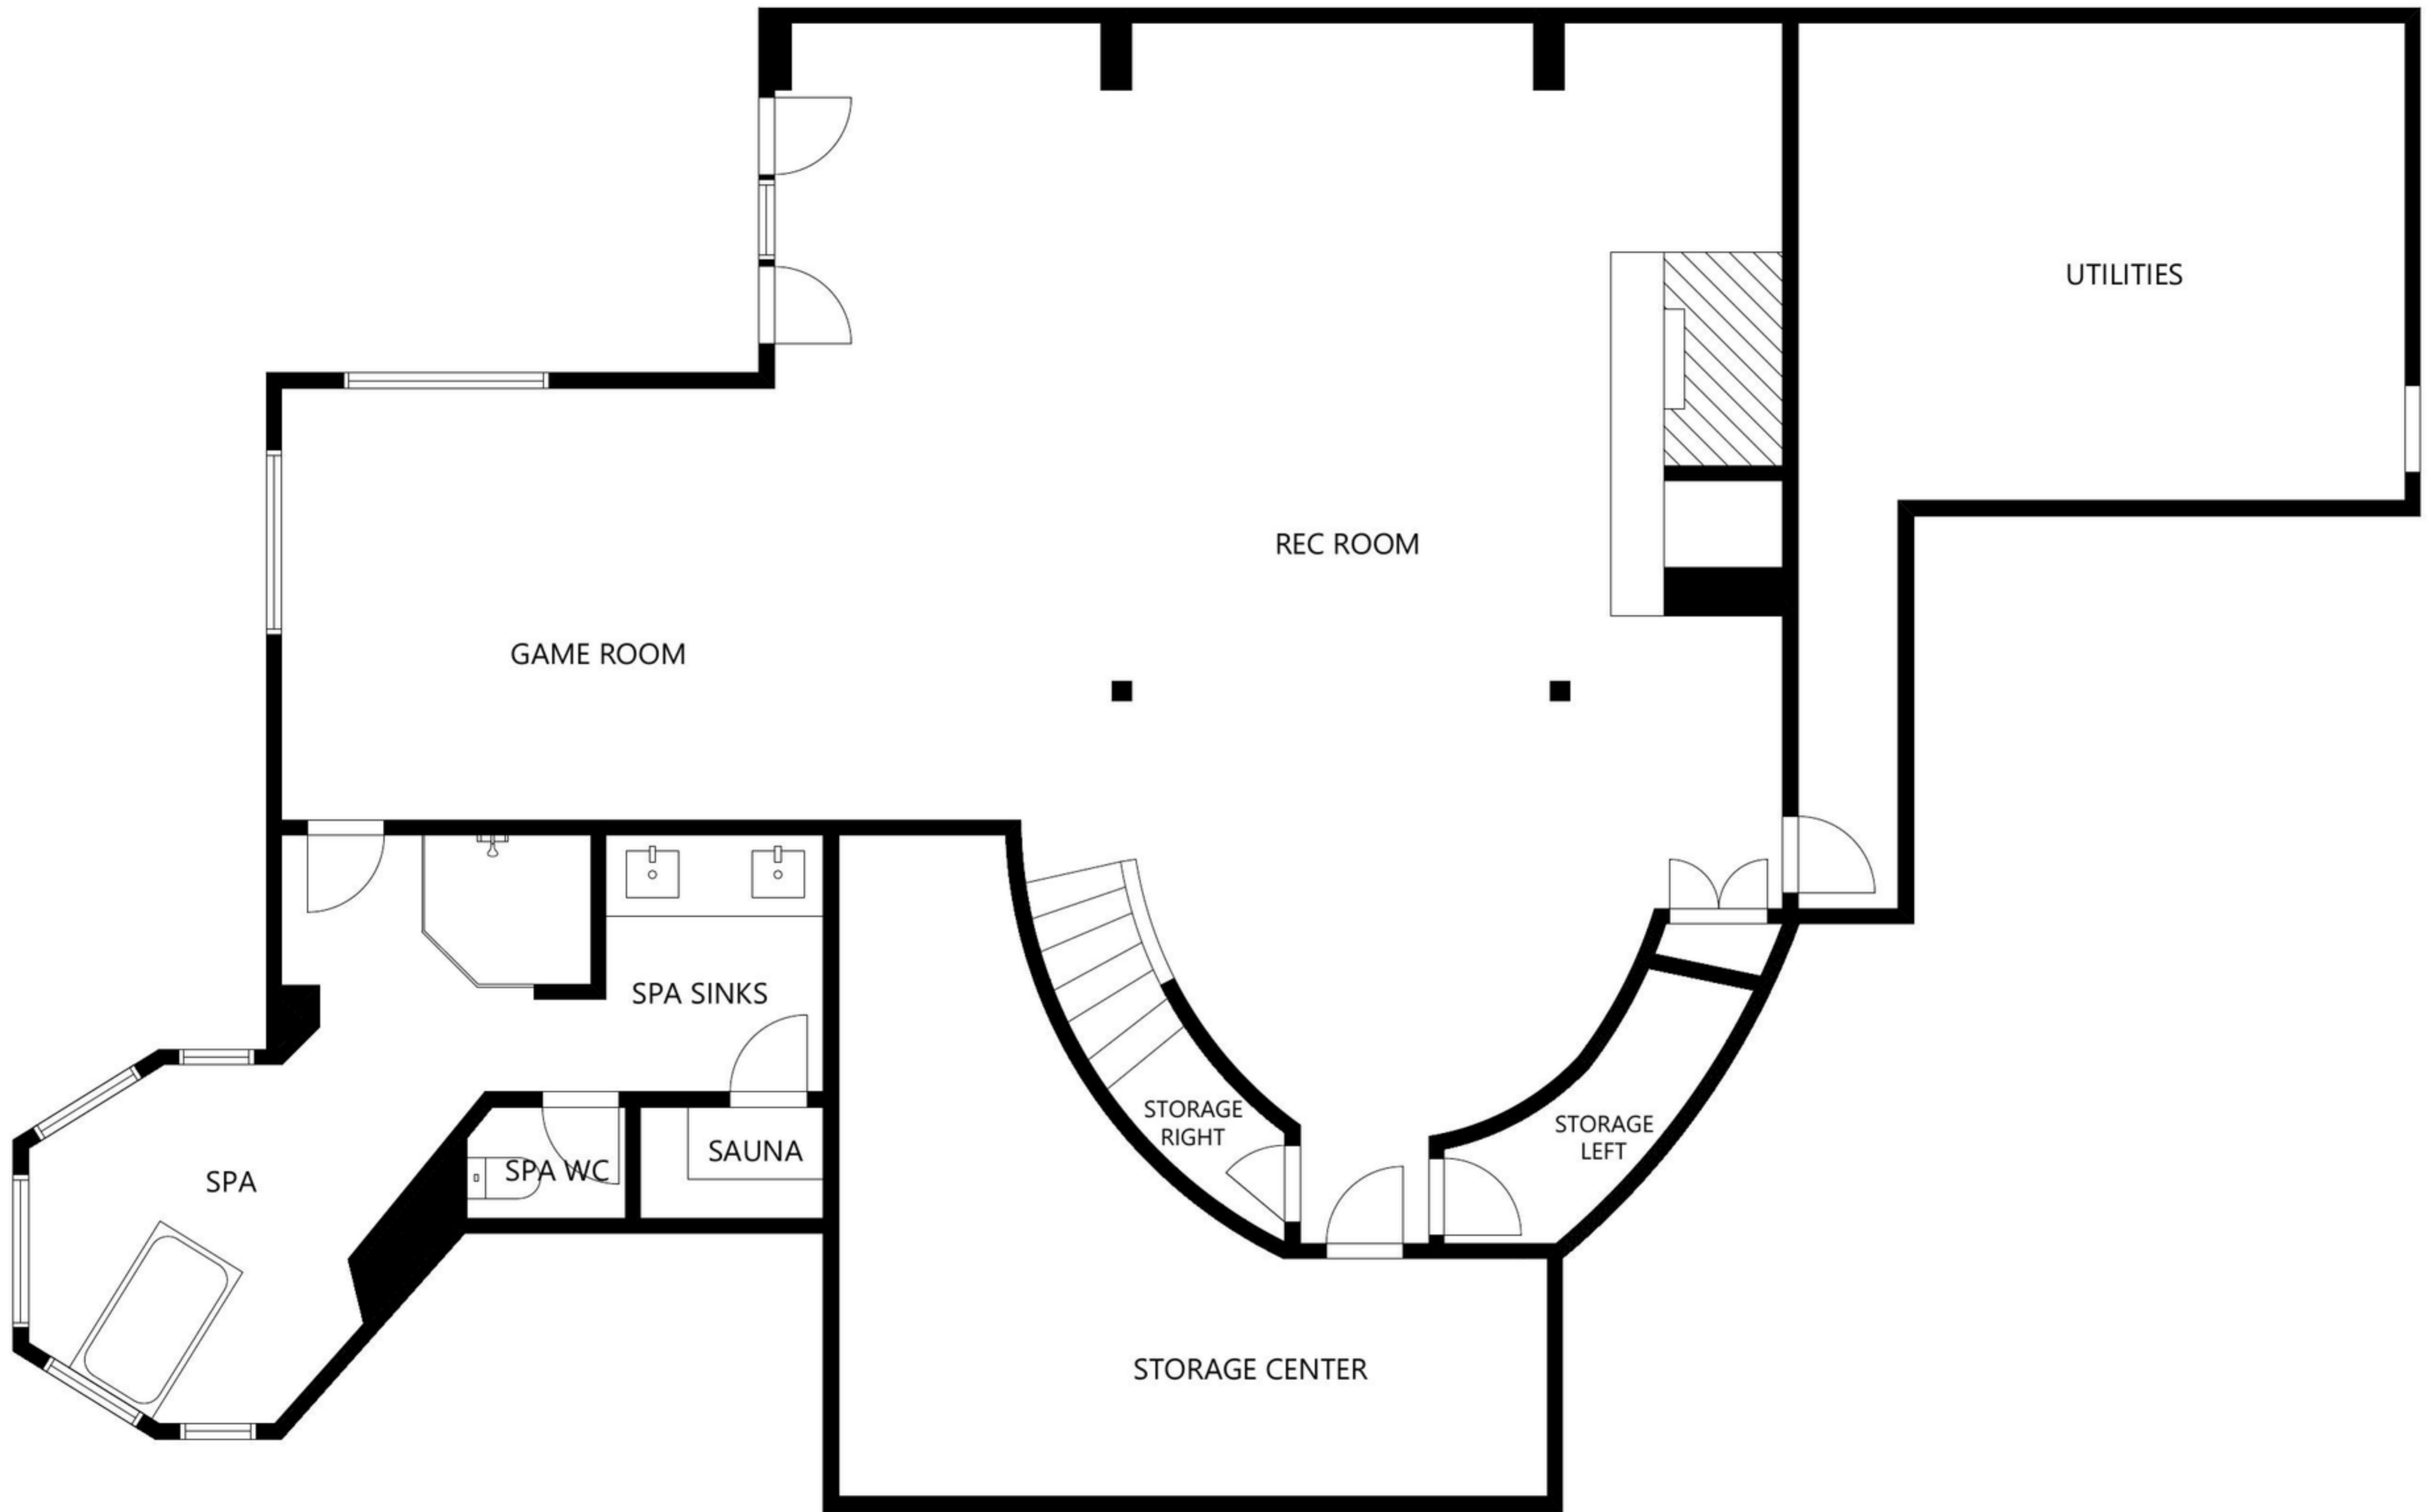 UTILITIES
REC ROOM
GAME ROOM
SPA SINKS
STORAGE
RIGHT
STORAGE
LEFT
SAUNA
SPA WC
SPA
STORAGE CENTER